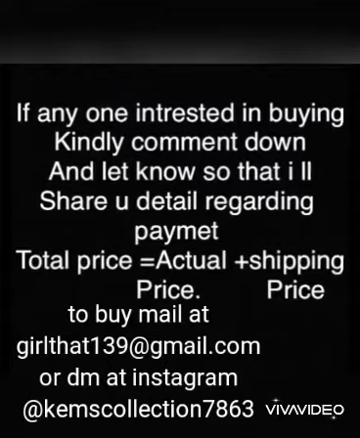 If any one intrested in buying
Kindly comment down
And let know so that i ll
Share u detail regarding
paymet
Total price =Actual +shipping
Price. Price
to buy mail at
girlthat139@gmail.com
or dm at instagram
@kemscollection7863 VIVAVIDEO